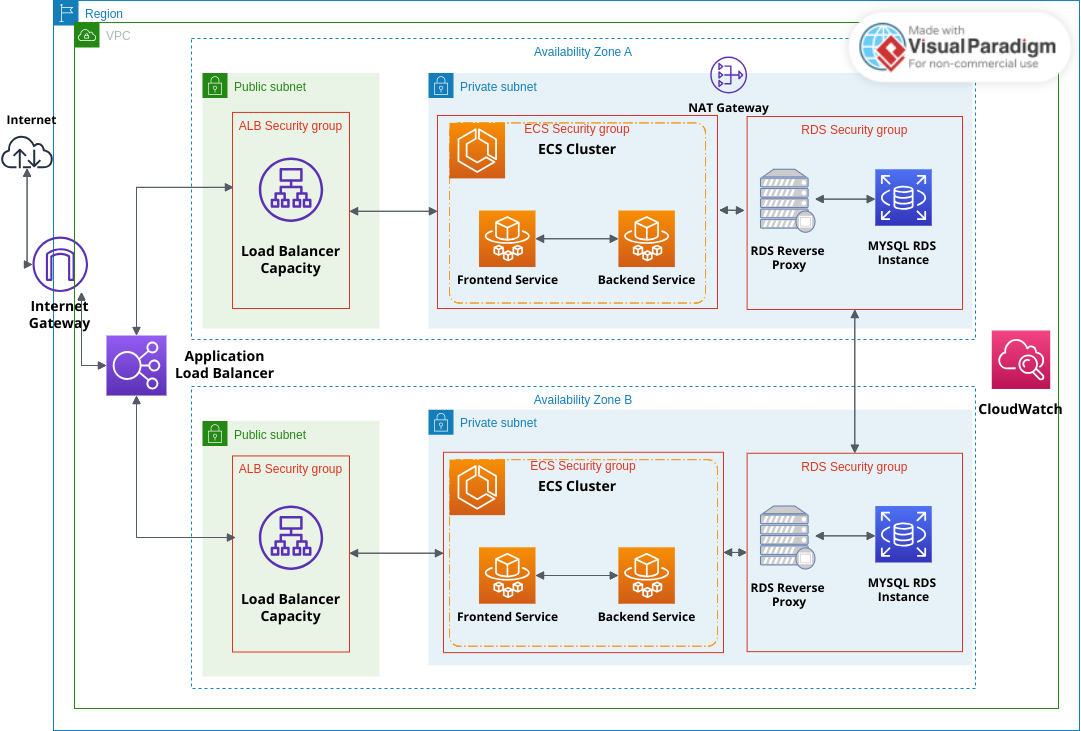 Region
VPC
Made with
Visual Paradigm
For non-commercial use
Availability Zone A
Public subnet
Private subnet
NAT Gateway
Internet
ALB Security group
ECS Security group
ECS Cluster
RDS Security group
Load Balancer
Capacity
Frontend Service
Backend Service
RDS Reverse
Proxy
MYSQL RDS
Instance
Internet
Gateway
Application
Load Balancer
CloudWatch
Availability Zone B
Public subnet
Private subnet
ALB Security group
ECS Security group
ECS Cluster
RDS Security group
Load Balancer
Capacity
Frontend Service
Backend Service
RDS Reverse
Proxy
MYSQL RDS
Instance